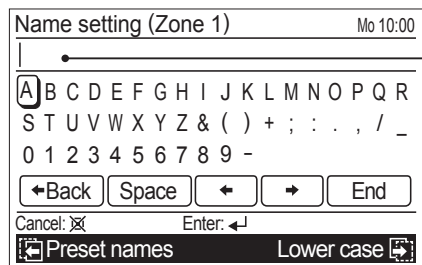 Name setting (Zone 1) Mo 10:00
A B C D E F G H I J K L M N O P Q R
S T U V W X Y Z & ( ) + ; : . , / _
0 1 2 3 4 5 6 7 8 9 -
←Back Space ← → End
Cancel: Enter: ↵
Preset names Lower case